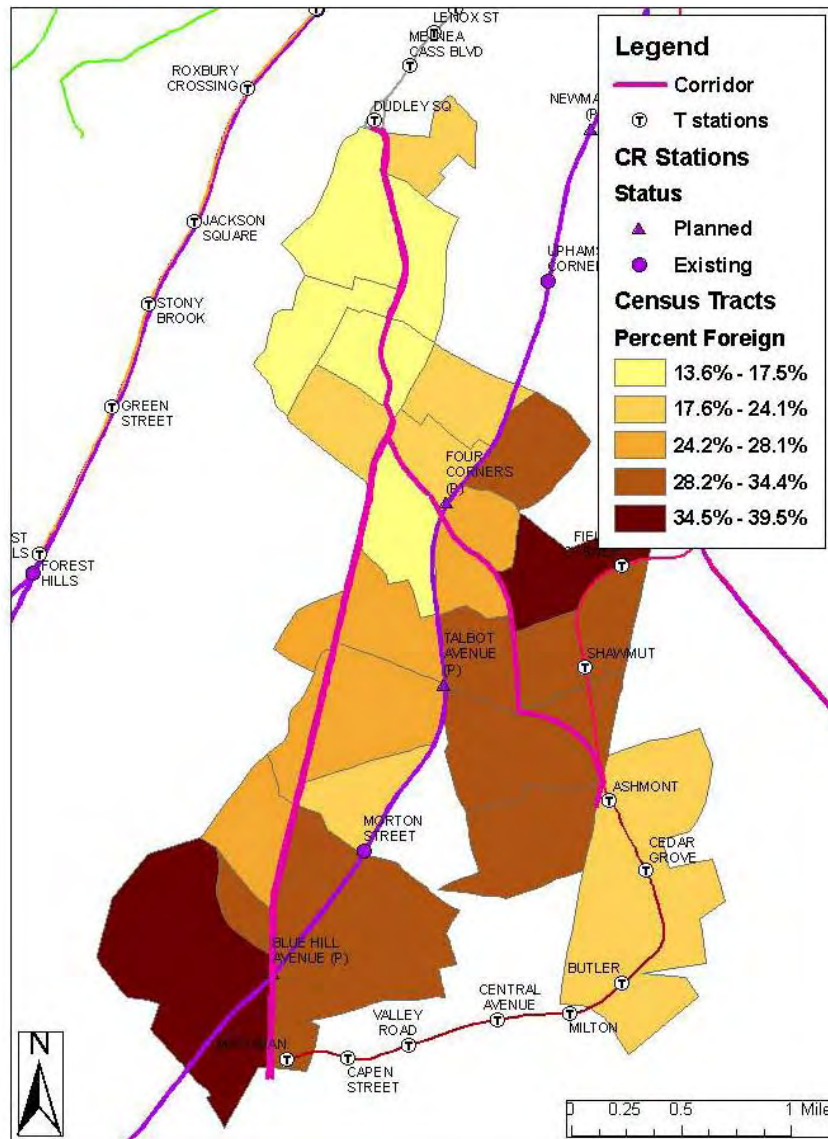 LENOX ST
CASS BLVD
ROXBURY
CROSSING
DUDLEY SQ
JACKSON
SQUARE
STONY
BROOK
GREEN
STREET
FOREST
HILLS
FOUR
CORNERS
(P)
TALBOT
AVENUE
(P)
SHAWMUT
ASHMONT
CEDAR
GROVE
MORTON
STREET
BLUE HILL
AVENUE (P)
BUTLER
CENTRAL
AVENUE
MILTON
VALLEY
ROAD
CAPEN
STREET
Legend
Corridor
T stations
CR Stations
Status
Planned
Existing
Census Tracts
Percent Foreign
13.6% - 17.5%
17.6% - 24.1%
24.2% - 28.1%
28.2% - 34.4%
34.5% - 39.5%
N
0 0.25 0.5 1 Mile